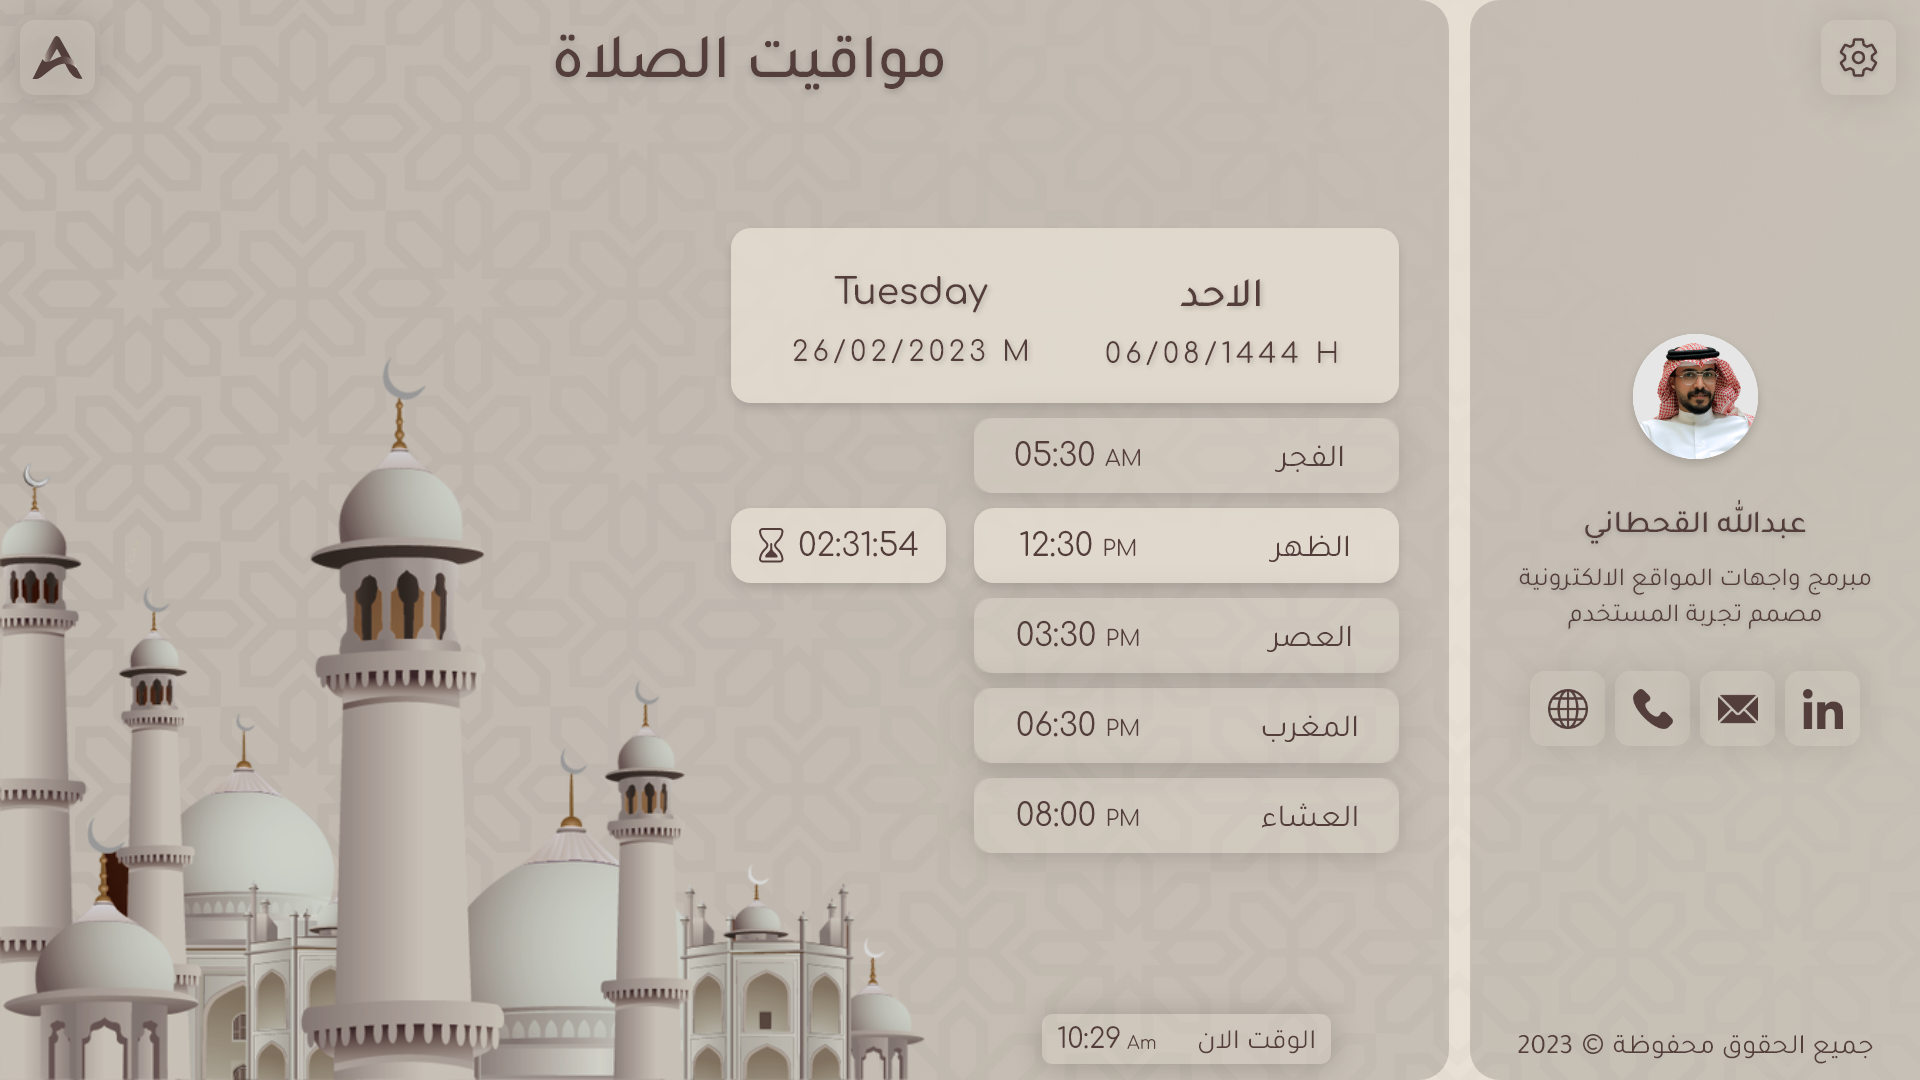 مواقيت الصلاة
الاحد
06/08/1444 H
Tuesday
26/02/2023 M
الفجر 05:30 AM
الظهر 12:30 PM
02:31:54
العصر 03:30 PM
المغرب 06:30 PM
العشاء 08:00 PM
الوقت الان 10:29 Am
عبدالله القحطاني
مبرمج واجهات المواقع الالكترونية
مصمم تجربة المستخدم
in
جميع الحقوق محفوظة © 2023